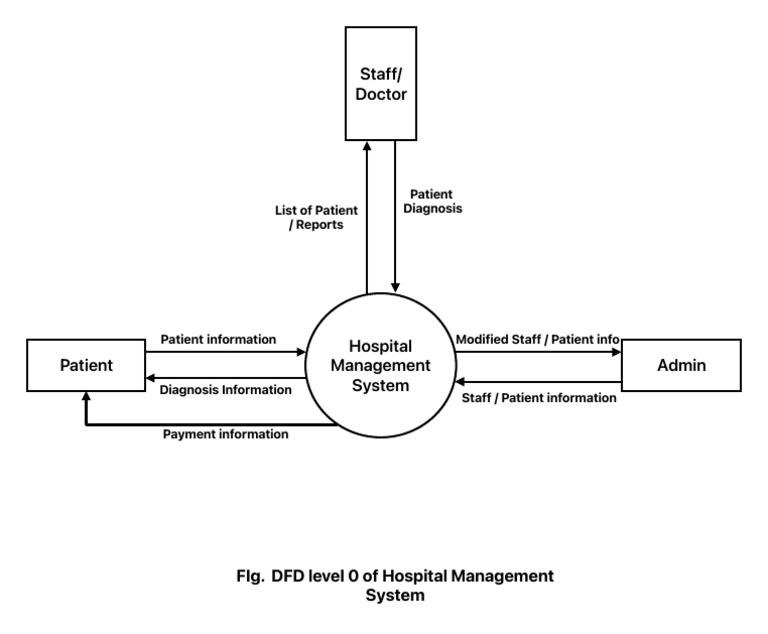 Staff/
Doctor
List of Patient
/ Reports
Patient
Diagnosis
Patient information
Hospital
Management
System
Modified Staff / Patient info
Patient
Admin
Diagnosis Information
Staff / Patient information
Payment information
FIg. DFD level 0 of Hospital Management
System